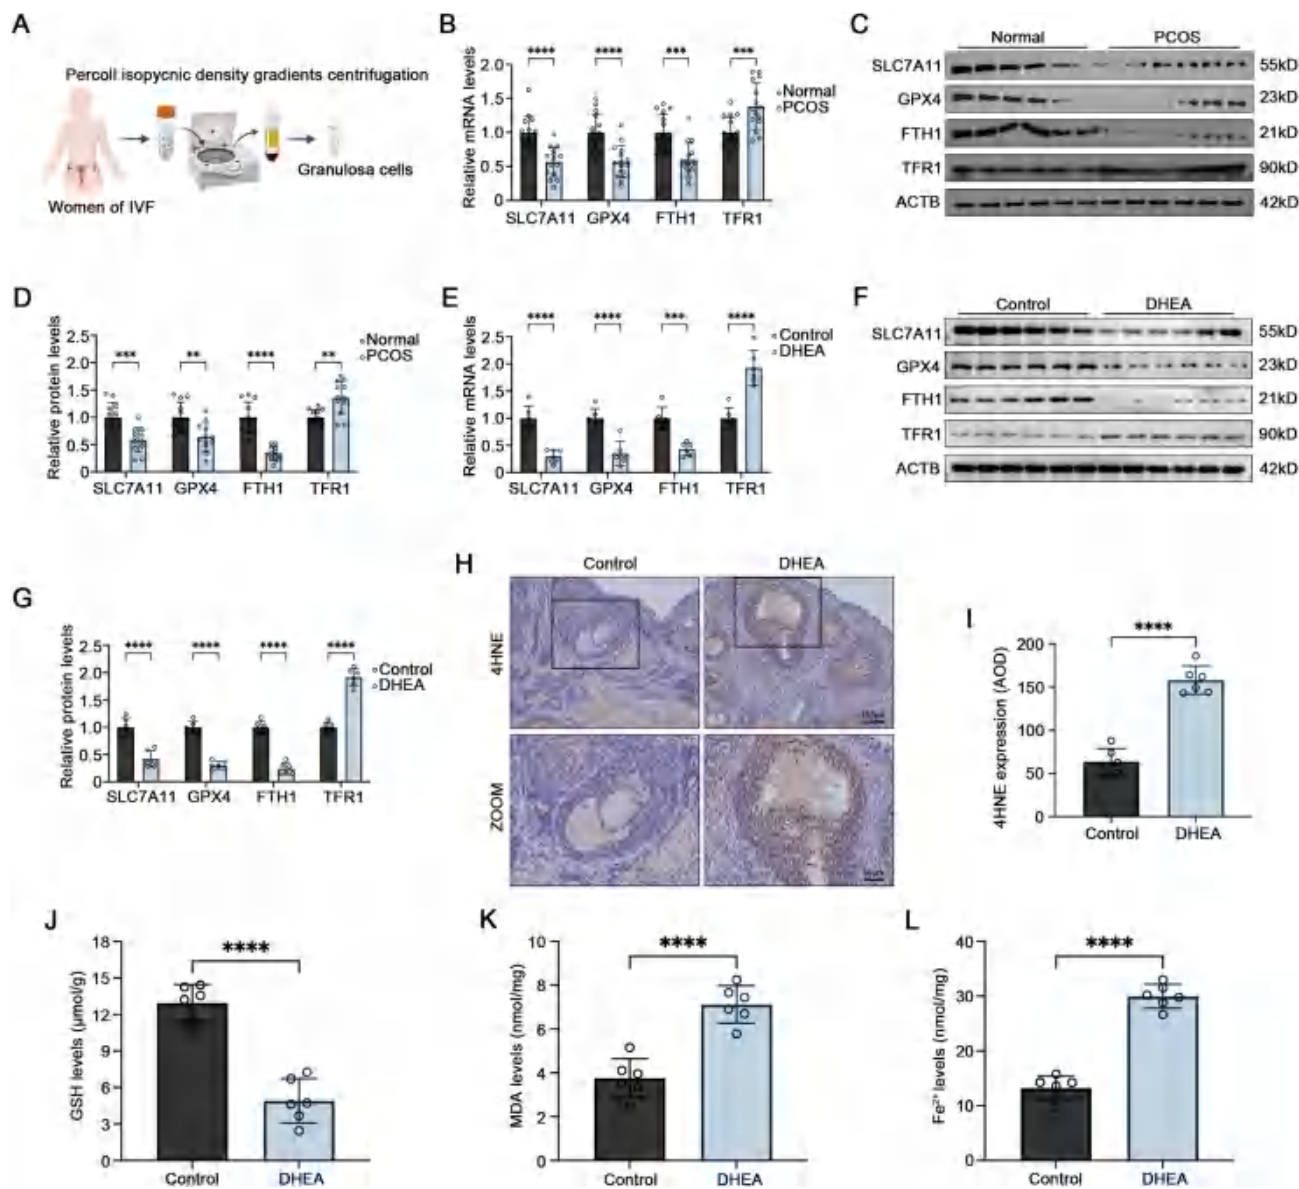 A
Percoll isopycnic density gradients centrifugation
Granulosa cells
Women of IVF
B
Relative mRNA levels
2.5
2.0
1.5
1.0
0.5
0
**** **** *** ***
Normal
PCOS
SLC7A11 GPX4 FTH1 TFR1
C
Normal PCOS
SLC7A11 55kD
GPX4 23kD
FTH1 21kD
TFR1 90kD
ACTB 42kD
D
Relative protein levels
2.5
2.0
1.5
1.0
0.5
0
*** ** **** **
Normal
PCOS
SLC7A11 GPX4 FTH1 TFR1
E
Relative mRNA levels
2.5
2.0
1.5
1.0
0.5
0
**** **** *** ****
Control
DHEA
SLC7A11 GPX4 FTH1 TFR1
F
Control DHEA
SLC7A11 55kD
GPX4 23kD
FTH1 21kD
TFR1 90kD
ACTB 42kD
G
Relative protein levels
2.5
2.0
1.5
1.0
0.5
0
**** **** **** ****
Control
DHEA
SLC7A11 GPX4 FTH1 TFR1
H
Control DHEA
4HNE
ZOOM
I
4HNE expression (AOD)
200
150
100
50
0
****
Control DHEA
J
GSH levels (μmol/g)
18
15
12
9
6
3
0
****
Control DHEA
K
MDA levels (nmol/mg)
10
8
6
4
2
0
****
Control DHEA
L
Fe²⁺ levels (nmol/mg)
40
30
20
10
0
****
Control DHEA